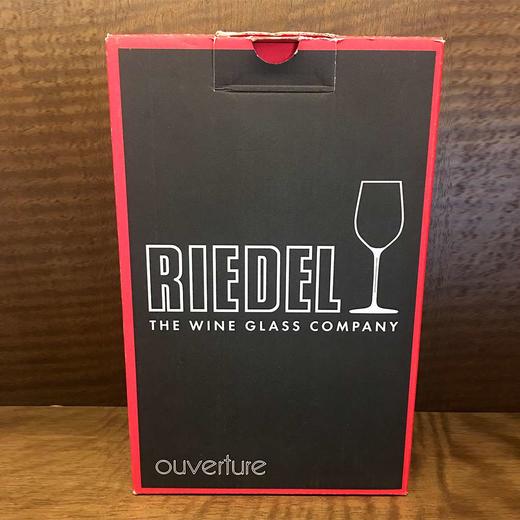 RIEDEL
THE WINE GLASS COMPANY
ouverture